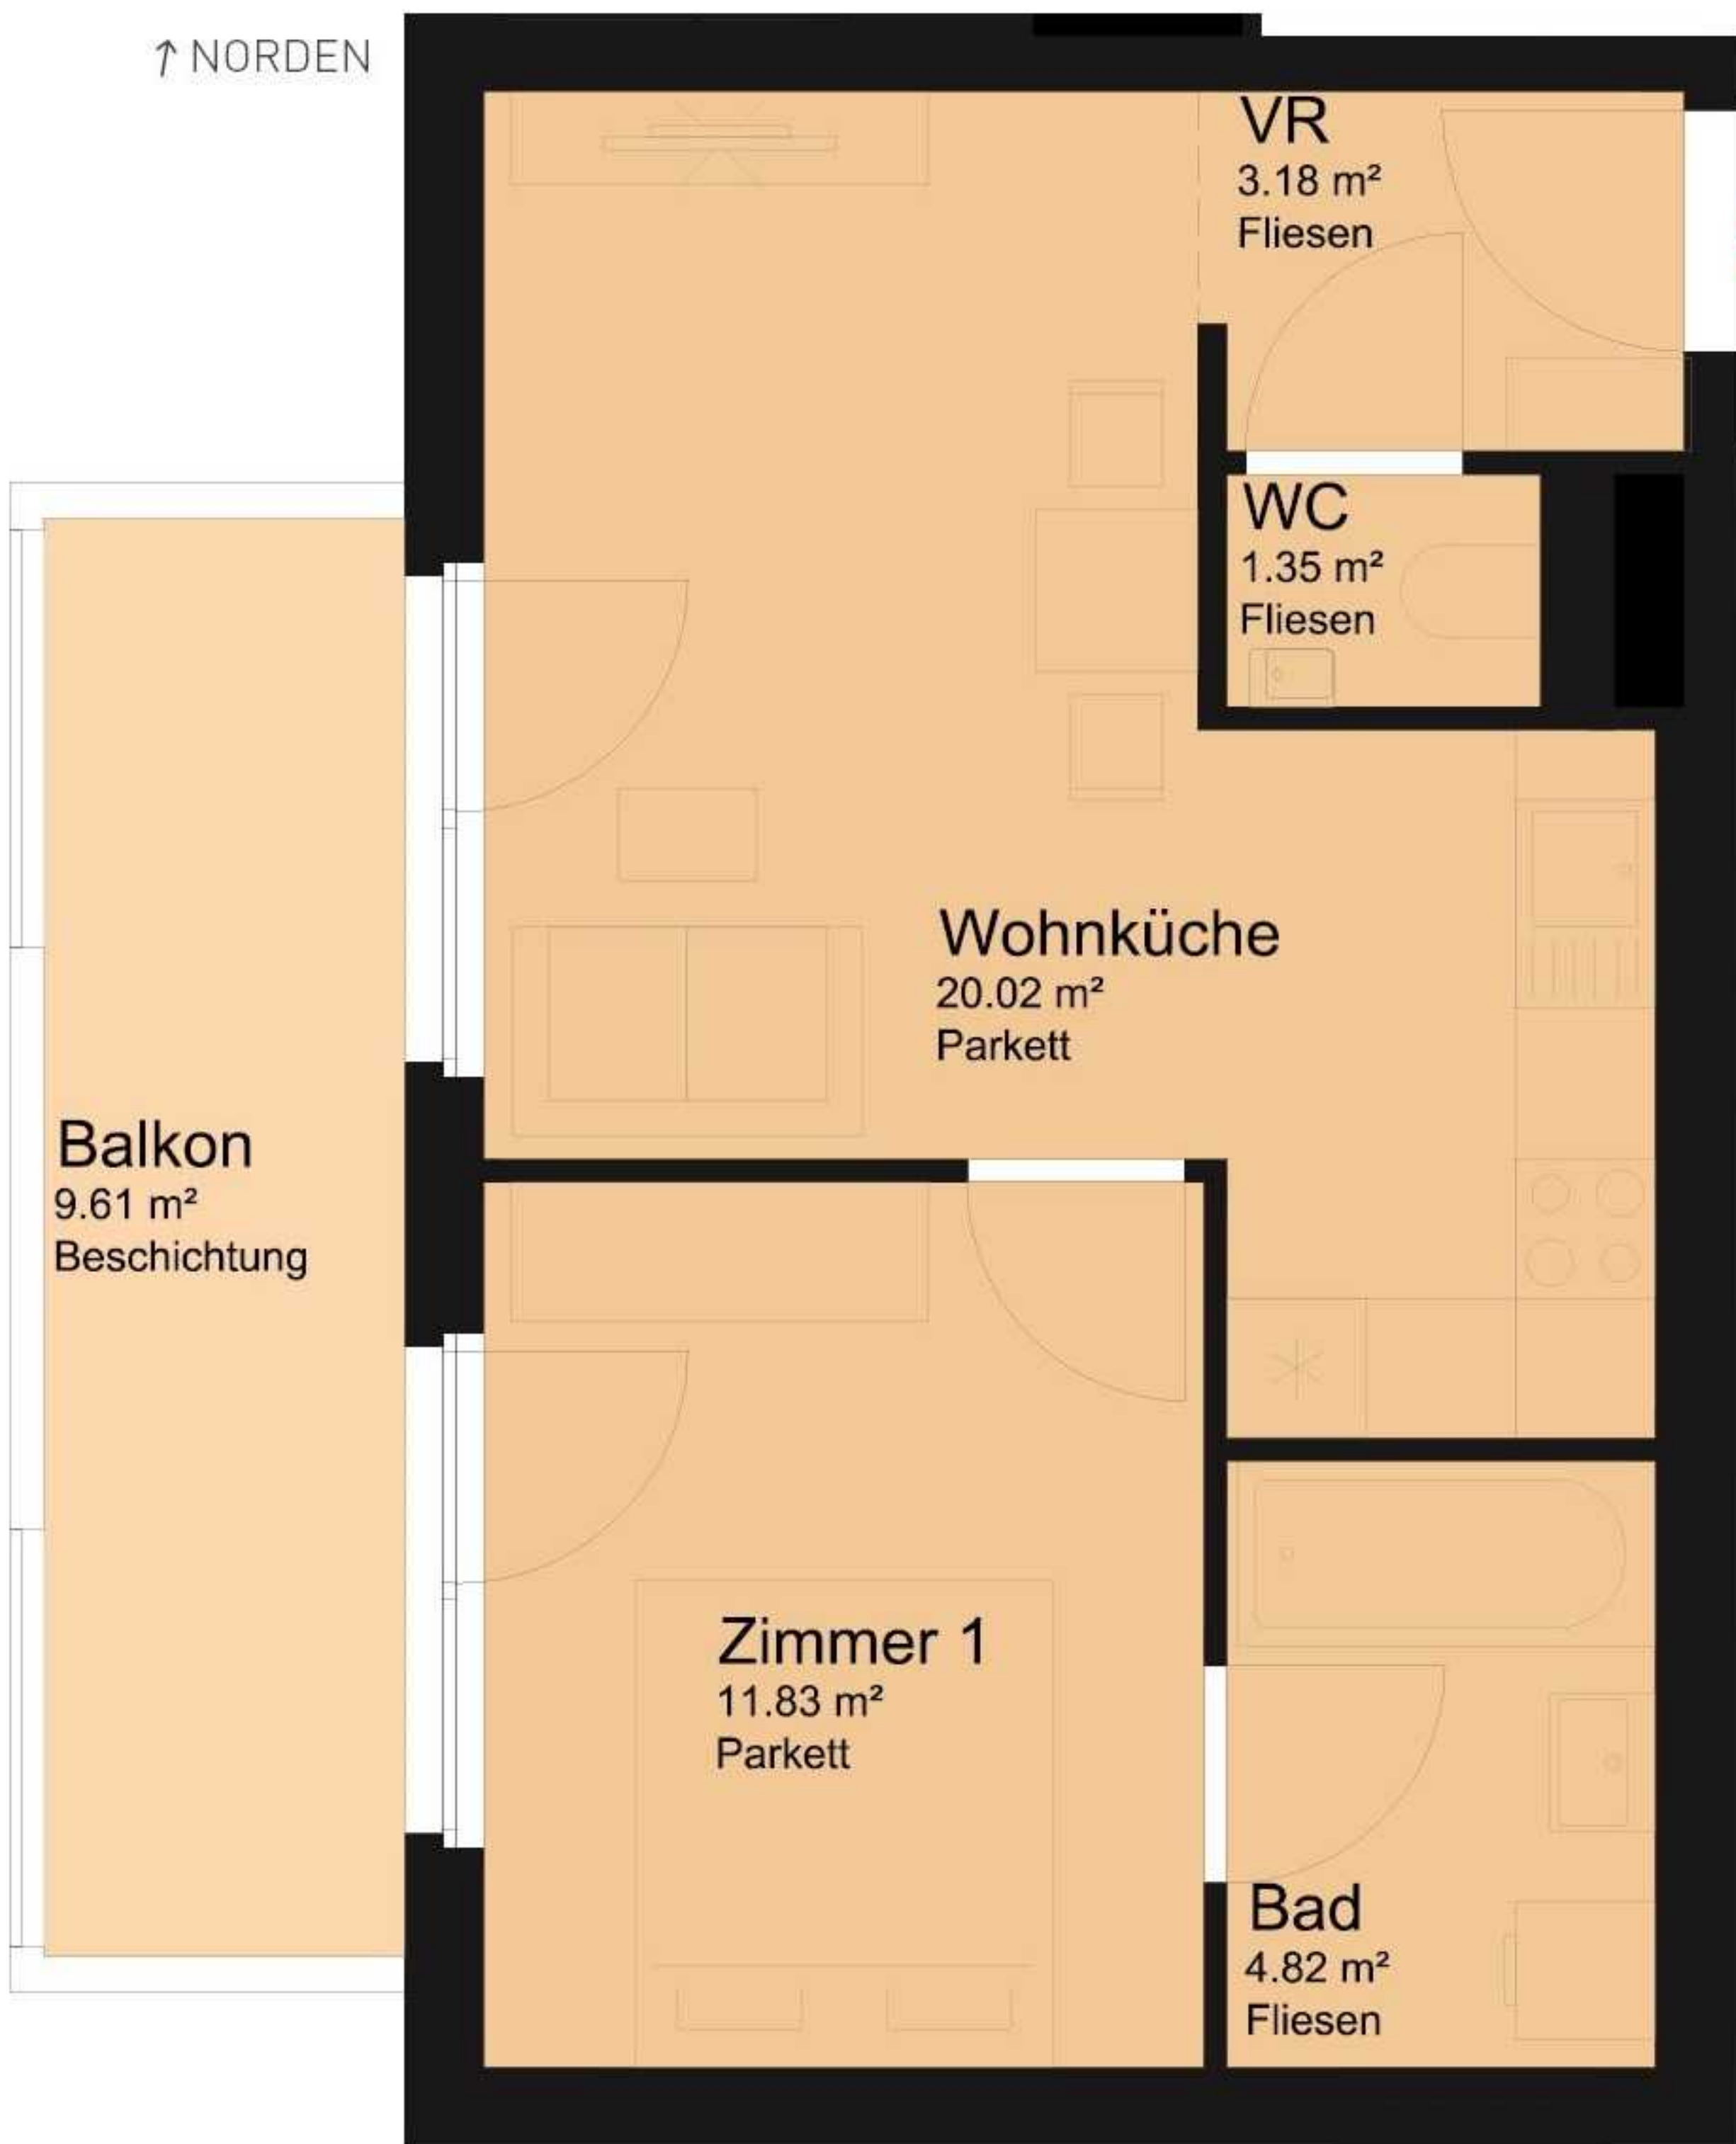 ↑ NORDEN
VR
3.18 m²
Fliesen
WC
1.35 m²
Fliesen
Wohnküche
20.02 m²
Parkett
Balkon
9.61 m²
Beschichtung
Zimmer 1
11.83 m²
Parkett
Bad
4.82 m²
Fliesen